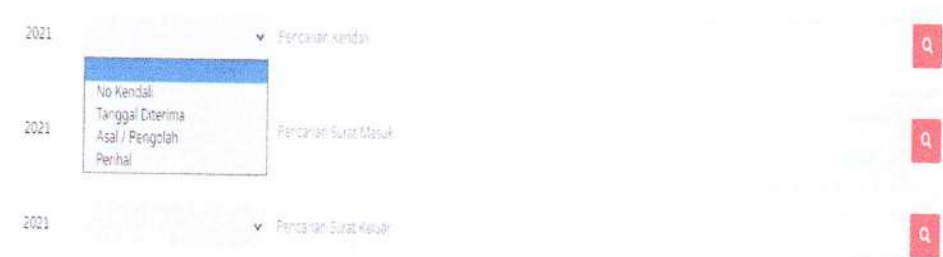 2021 Pencarian Kendali
No Kendali
Tanggal Diterima
Asal / Pengolah
Perihal
2021 Pencarian Surat Masuk
2021 Pencarian Surat Keluar